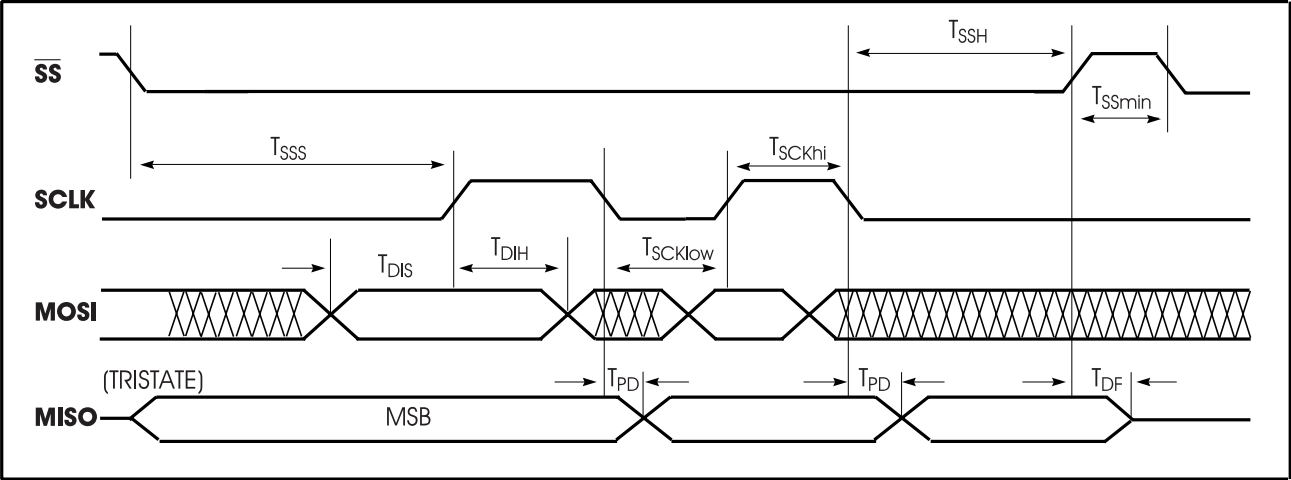 T_SSH
SS
T_SSmin
T_SSS
T_SCKhi
SCLK
T_DIS
T_DIH
T_SCKlow
MOSI
(TRISTATE)
T_PD
T_PD
T_DF
MISO
MSB